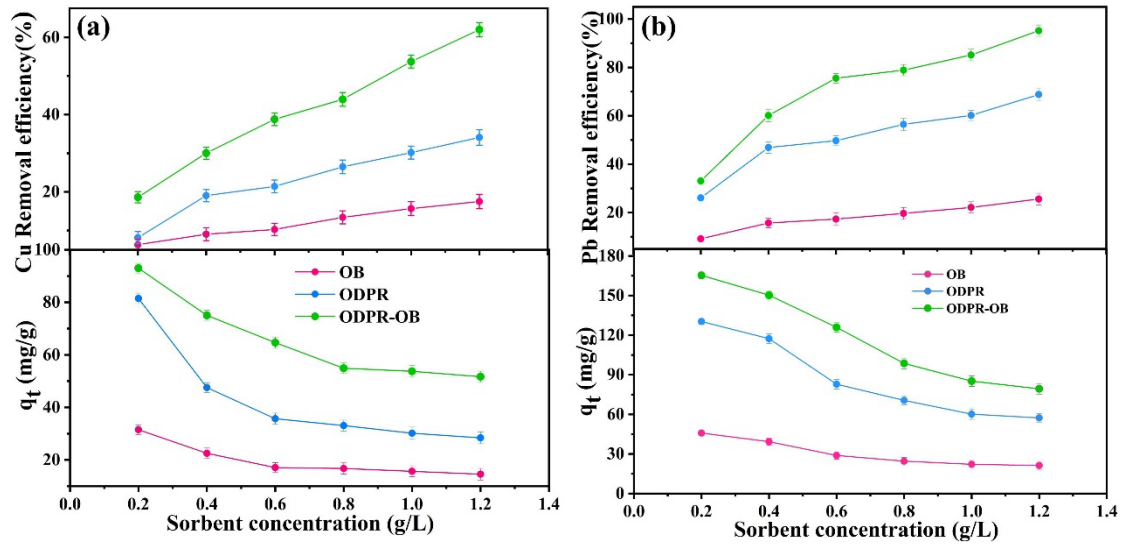 (a)
Cu Removal efficiency(%)
60
40
20
100
80
60
40
20
q_t (mg/g)
OB
ODPR
ODPR-OB
0.0 0.2 0.4 0.6 0.8 1.0 1.2 1.4
Sorbent concentration (g/L)
(b)
Pb Removal efficiency(%)
100
80
60
40
20
180
150
120
90
60
30
0
q_t (mg/g)
OB
ODPR
ODPR-OB
0.0 0.2 0.4 0.6 0.8 1.0 1.2 1.4
Sorbent concentration (g/L)